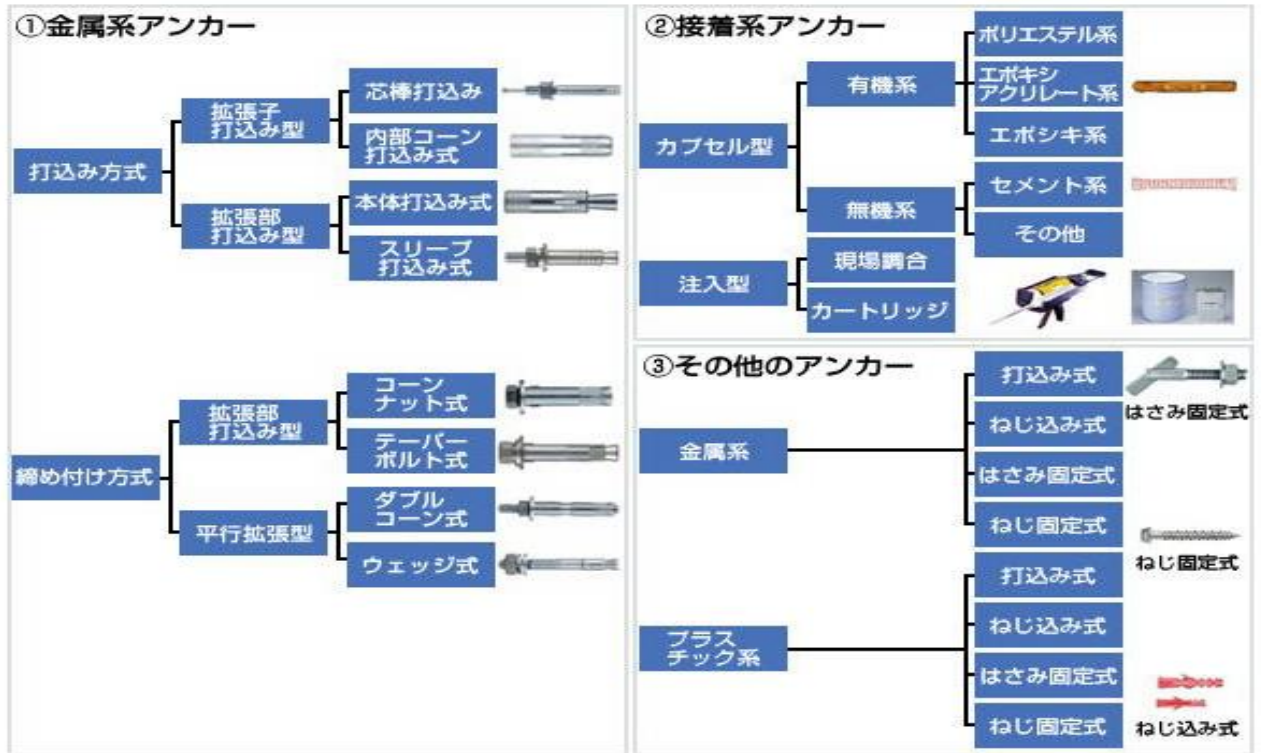 ①金属系アンカー
打込み方式
拡張子
打込み型
芯棒打込み
内部コーン
打込み式
拡張部
打込み型
本体打込み式
スリーブ
打込み式
締め付け方式
拡張部
打込み型
コーン
ナット式
テーパー
ボルト式
平行拡張型
ダブル
コーン式
ウェッジ式
②接着系アンカー
カプセル型
有機系
ポリエステル系
エポキシ
アクリレート系
エポシキ系
無機系
セメント系
その他
注入型
現場調合
カートリッジ
③その他のアンカー
金属系
打込み式
ねじ込み式
はさみ固定式
ねじ固定式
はさみ固定式
ねじ固定式
プラス
チック系
打込み式
ねじ込み式
はさみ固定式
ねじ固定式
ねじ込み式